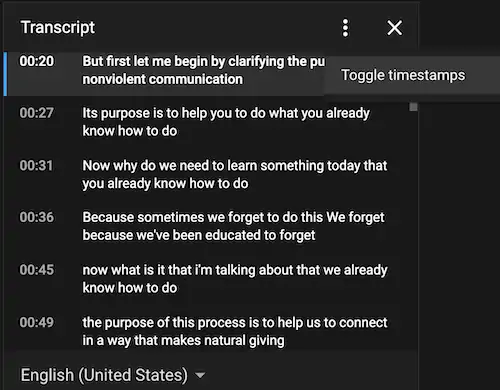 Transcript
Toggle timestamps
00:20 But first let me begin by clarifying the
nonviolent communication
00:27 Its purpose is to help you to do what you already
know how to do
00:31 Now why do we need to learn something today that
you already know how to do
00:36 Because sometimes we forget to do this We forget
because we've been educated to forget
00:45 now what is it that i'm talking about that we already
know how to do
00:49 the purpose of this process is to help us to connect
in a way that makes natural giving
English (United States)